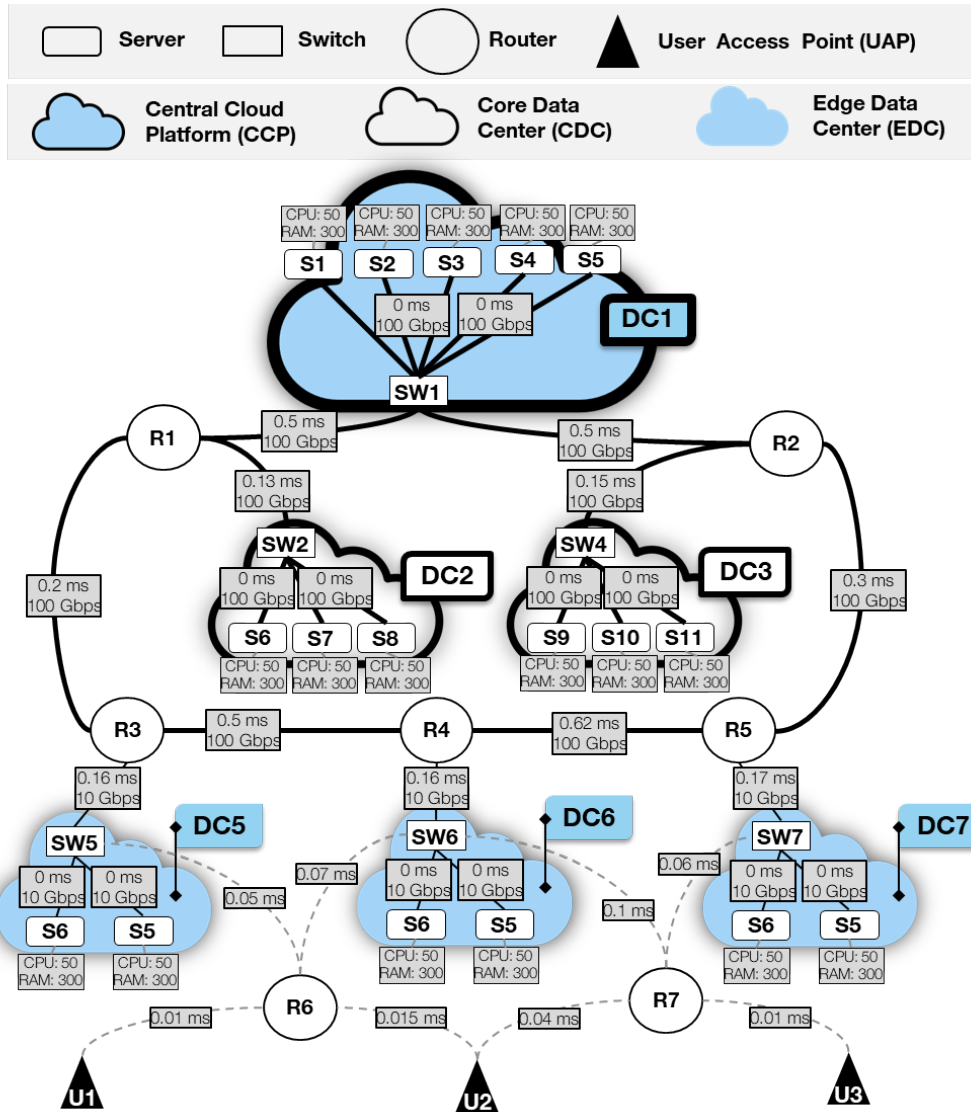 Server
Switch
Router
User Access Point (UAP)
Central Cloud
Platform (CCP)
Core Data
Center (CDC)
Edge Data
Center (EDC)
CPU: 50
RAM: 300
CPU: 50
RAM: 300
CPU: 50
RAM: 300
CPU: 50
RAM: 300
CPU: 50
RAM: 300
S1
S2
S3
S4
S5
0 ms
100 Gbps
0 ms
100 Gbps
DC1
SW1
R1
0.5 ms
100 Gbps
0.5 ms
100 Gbps
R2
0.13 ms
100 Gbps
0.15 ms
100 Gbps
SW2
SW4
DC2
DC3
0 ms
100 Gbps
0 ms
100 Gbps
0 ms
100 Gbps
0 ms
100 Gbps
0.2 ms
100 Gbps
0.3 ms
100 Gbps
S6
S7
S8
S9
S10
S11
CPU: 50
RAM: 300
CPU: 50
RAM: 300
CPU: 50
RAM: 300
CPU: 50
RAM: 300
CPU: 50
RAM: 300
CPU: 50
RAM: 300
R3
0.5 ms
100 Gbps
R4
0.62 ms
100 Gbps
R5
0.16 ms
10 Gbps
0.16 ms
10 Gbps
0.17 ms
10 Gbps
SW5
DC5
SW6
DC6
SW7
DC7
0 ms
10 Gbps
0 ms
10 Gbps
0.05 ms
0.07 ms
0 ms
10 Gbps
0 ms
10 Gbps
0.1 ms
0.06 ms
0 ms
10 Gbps
0 ms
10 Gbps
S6
S5
S6
S5
S6
S5
CPU: 50
RAM: 300
CPU: 50
RAM: 300
CPU: 50
RAM: 300
CPU: 50
RAM: 300
CPU: 50
RAM: 300
CPU: 50
RAM: 300
R6
R7
0.01 ms
0.015 ms
0.04 ms
0.01 ms
U1
U2
U3